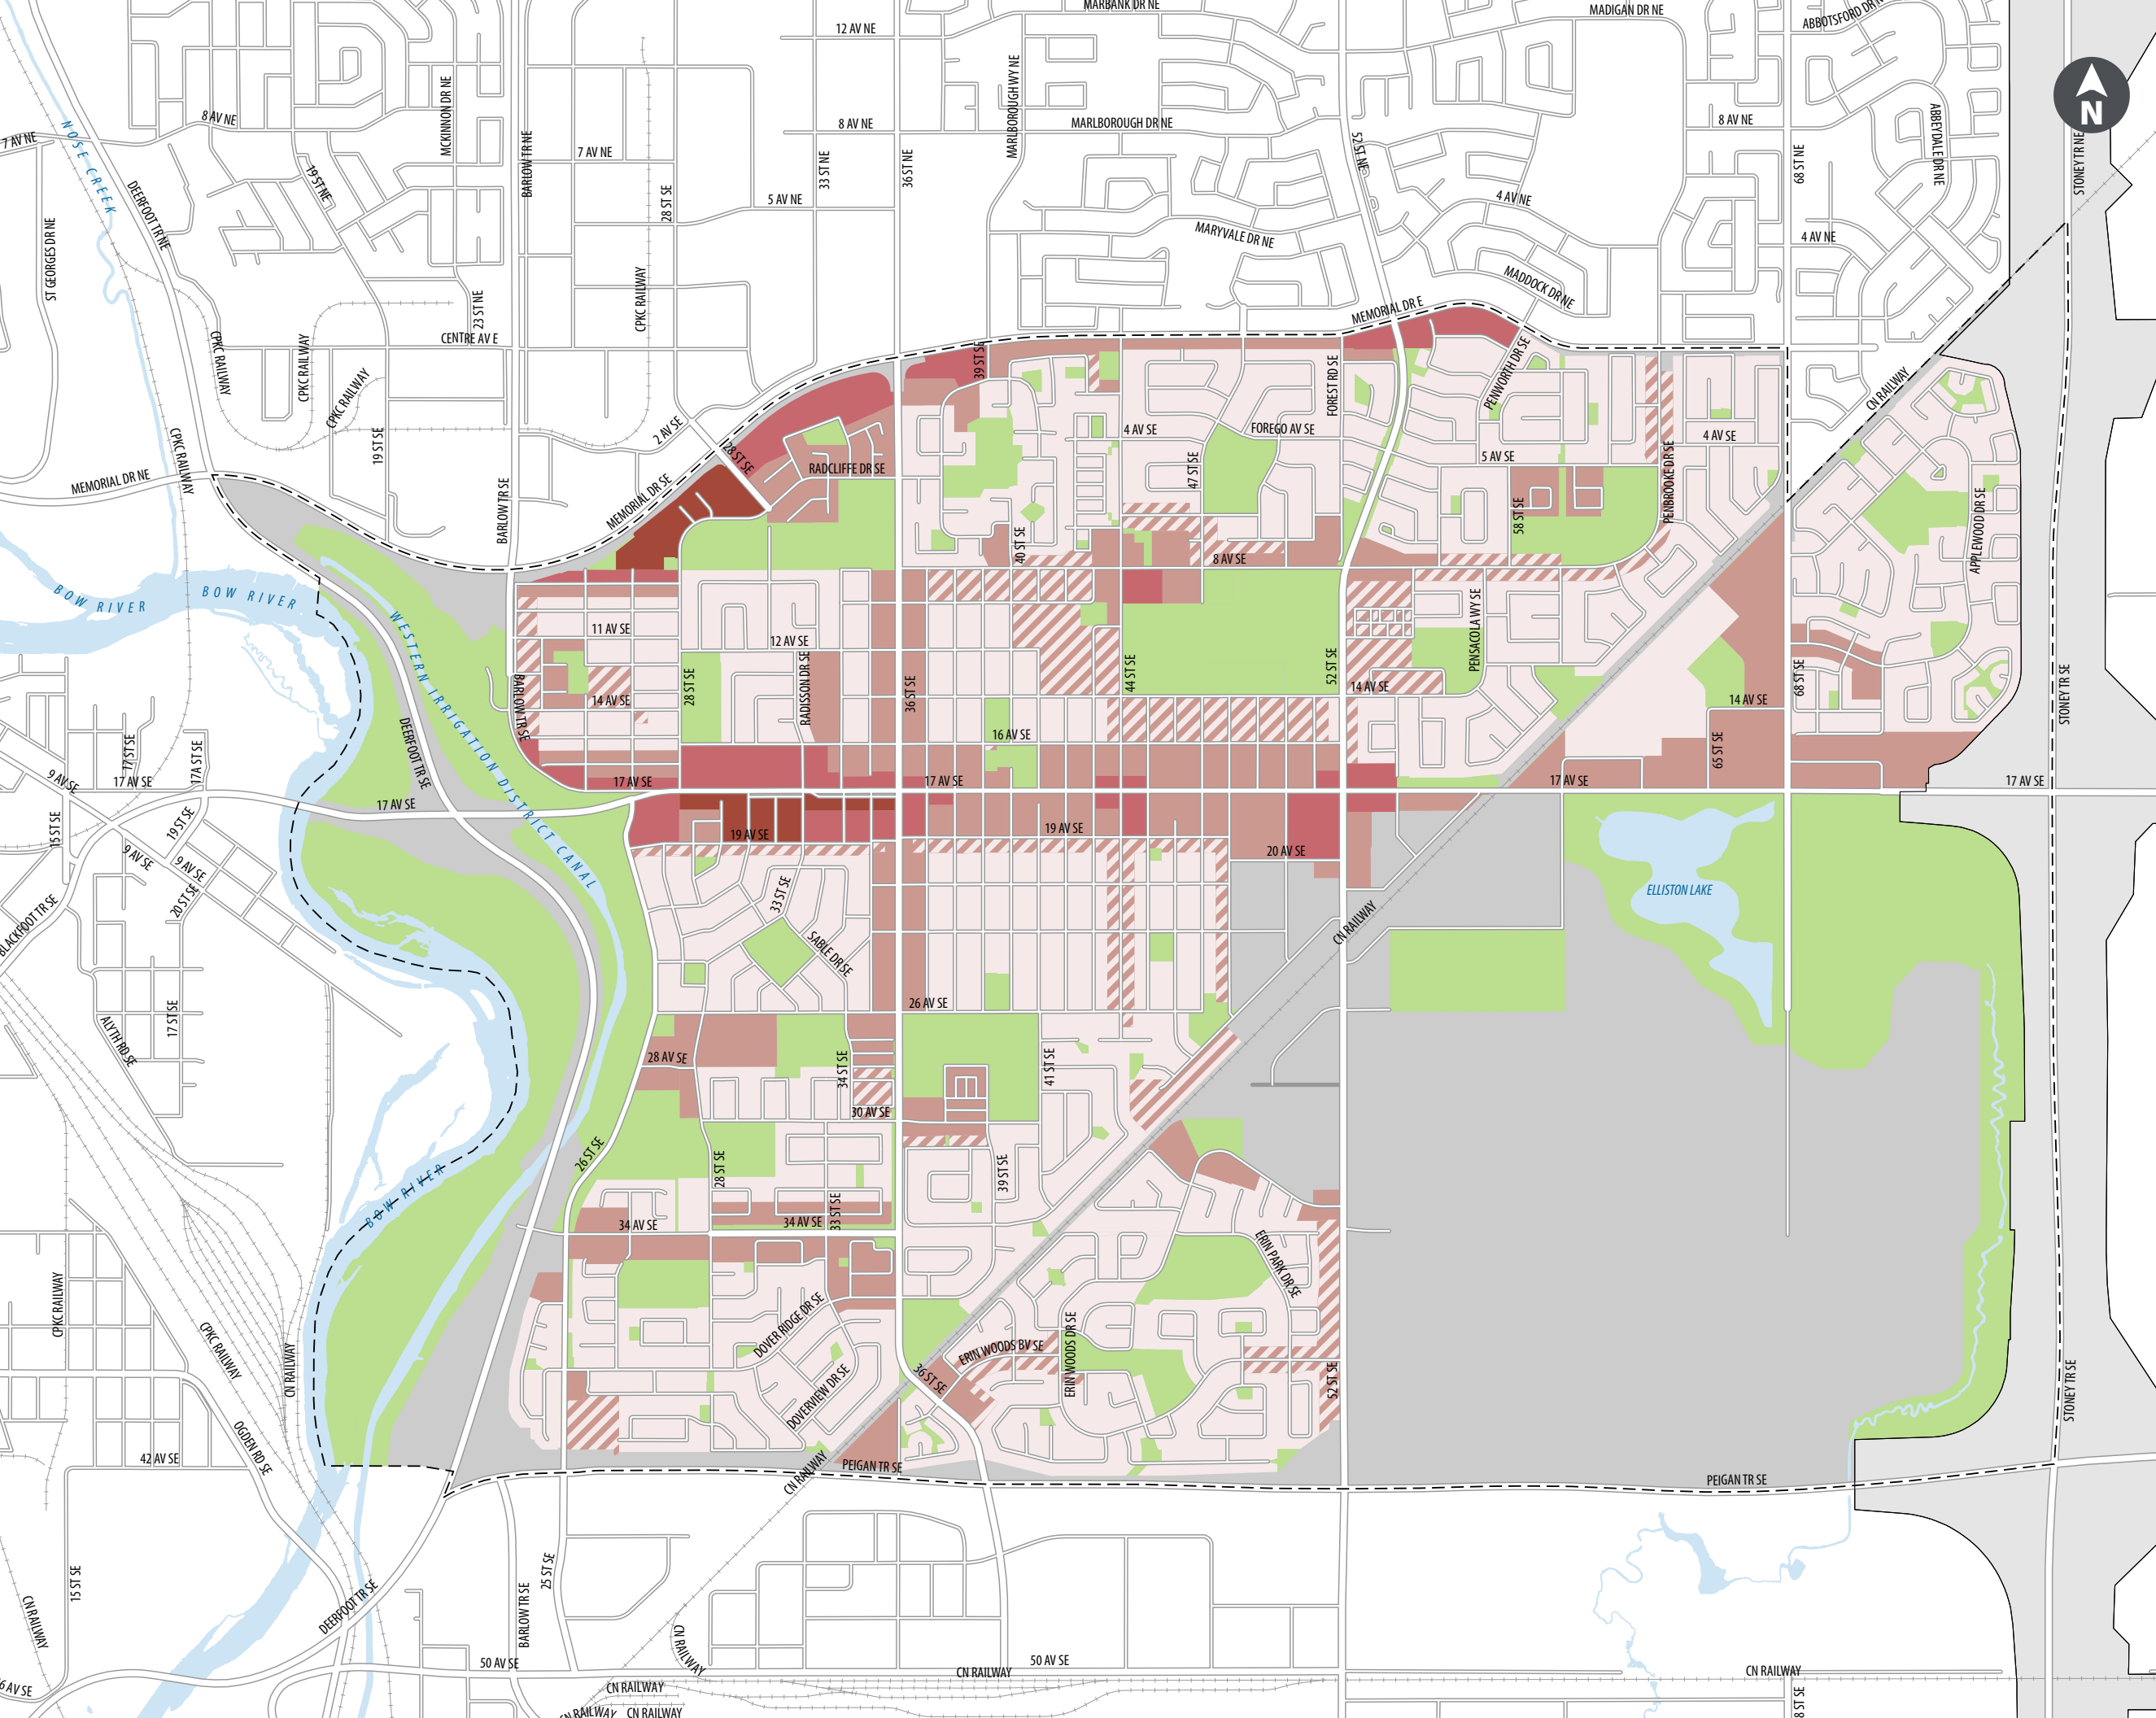 MARBANK DR NE
MADIGAN DR NE
ABBOTSFORD DR N
12 AV NE
N
MARLBOROUGH WY NE
MCKINNON DR NE
8 AV NE
8 AV NE
MARLBOROUGH DR NE
8 AV NE
7 AV NE
NOSE CREEK
BARLOW TR NE
7 AV NE
33 ST NE
36 ST NE
52 ST NE
68 ST NE
ABBEYDALE DR NE
STONEY TR NE
19 ST NE
DEERFOOT TR NE
28 ST SE
5 AV NE
4 AV NE
ST GEORGES DR NE
MARYVALE DR NE
4 AV NE
CPKC RAILWAY
MADDOCK DR NE
23 ST NE
MEMORIAL DR E
CENTRE AV E
CPKC RAILWAY
CPKC RAILWAY
CPKC RAILWAY
39 ST SE
FOREST RD SE
PENWORTH DR SE
CN RAILWAY
2 AV SE
4 AV SE
FOREGO AV SE
4 AV SE
19 ST SE
28 ST SE
5 AV SE
CPKC RAILWAY
MEMORIAL DR NE
RADCLIFFE DR SE
47 ST SE
PENBROOKE DR SE
MEMORIAL DR SE
BARLOW TR SE
58 ST SE
APPLEWOOD DR SE
40 ST SE
8 AV SE
BOW RIVER
BOW RIVER
WESTERN IRRIGATION DISTRICT CANAL
11 AV SE
12 AV SE
PENSACOLA WY SE
28 ST SE
RADISSON DR SE
36 ST SE
44 ST SE
52 ST SE
68 ST SE
STONEY TR SE
14 AV SE
14 AV SE
14 AV SE
BARLOW TR SE
DEERFOOT TR SE
16 AV SE
65 ST SE
17 ST SE
17A ST SE
9 AV SE
17 AV SE
17 AV SE
17 AV SE
17 AV SE
17 AV SE
17 AV SE
15 ST SE
19 ST SE
19 AV SE
19 AV SE
20 AV SE
9 AV SE
9 AV SE
20 ST SE
33 ST SE
ELLISTON LAKE
BLACKFOOT TR SE
SABLE DR SE
CN RAILWAY
26 AV SE
17 ST SE
ALYTH RD SE
28 AV SE
34 ST SE
41 ST SE
30 AV SE
26 ST SE
28 ST SE
39 ST SE
BOW RIVER
33 ST SE
34 AV SE
34 AV SE
ERIN PARK DR SE
CPKC RAILWAY
CPKC RAILWAY
CN RAILWAY
DOVER RIDGE DR SE
ERIN WOODS BV SE
ERIN WOODS DR SE
36 ST SE
DOVERVIEW DR SE
52 ST SE
STONEY TR SE
OGDEN RD SE
42 AV SE
CN RAILWAY
PEIGAN TR SE
PEIGAN TR SE
15 ST SE
25 ST SE
BARLOW TR SE
DEERFOOT TR SE
CN RAILWAY
CN RAILWAY
50 AV SE
50 AV SE
CN RAILWAY
CN RAILWAY
6 AV SE
CN RAILWAY
CN RAILWAY
CN RAILWAY
8 ST SE